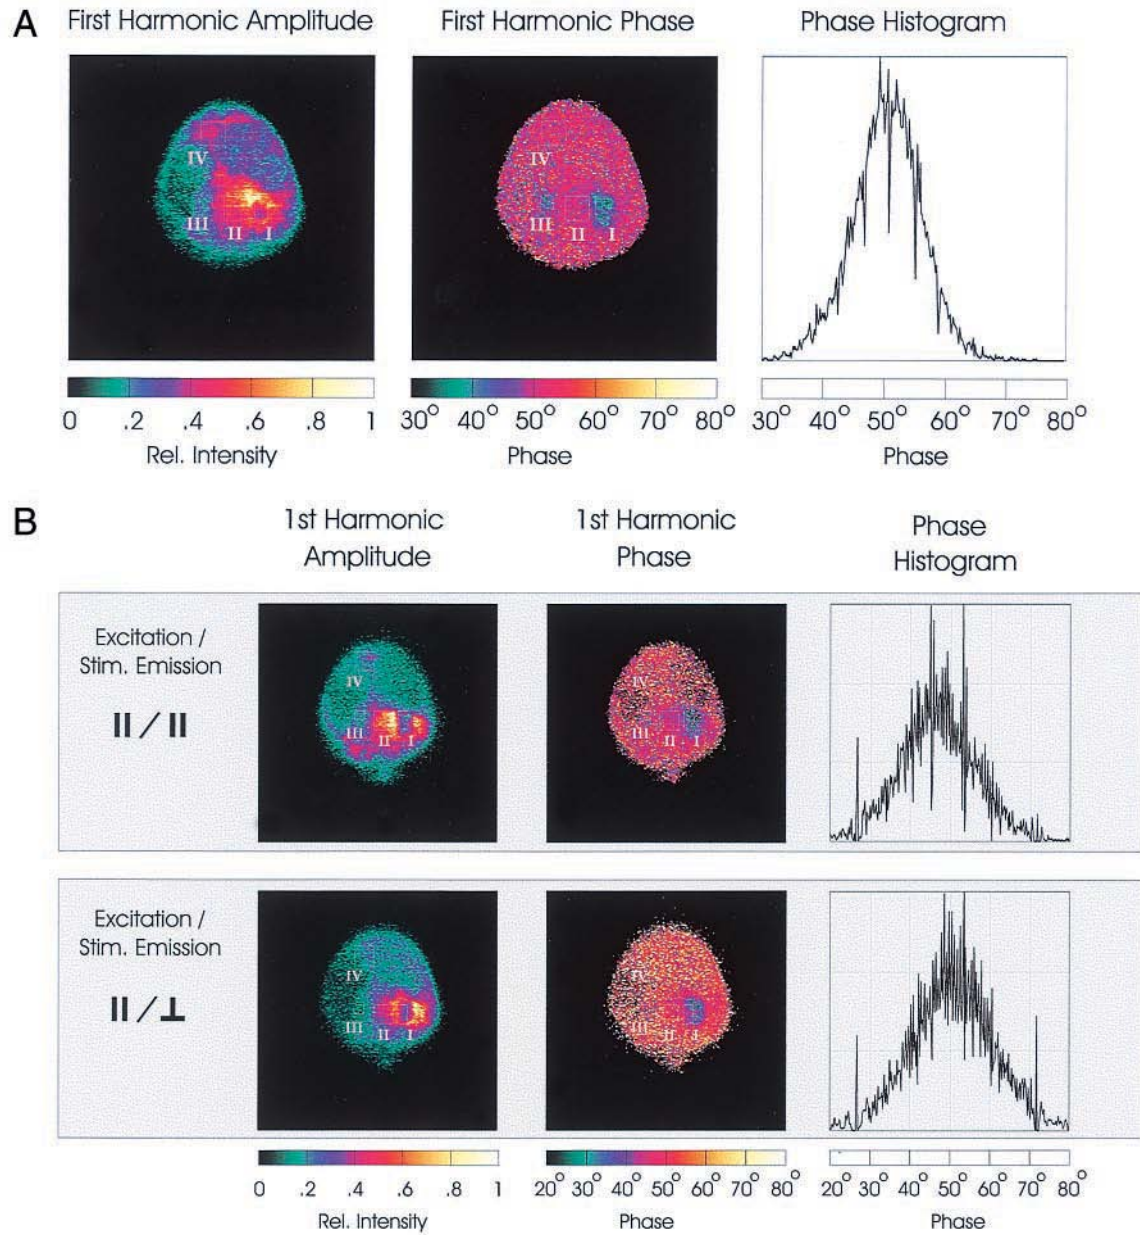 A
First Harmonic Amplitude
First Harmonic Phase
Phase Histogram
IV
III
II
I
IV
III
II
I
0 .2 .4 .6 .8 1
Rel. Intensity
30° 40° 50° 60° 70° 80°
Phase
30° 40° 50° 60° 70° 80°
Phase
B
1st Harmonic
Amplitude
1st Harmonic
Phase
Phase
Histogram
Excitation /
Stim. Emission
II / II
IV
III
II
I
IV
III
II
I
Excitation /
Stim. Emission
II / ⊥
IV
III
II
I
IV
III
II
I
0 .2 .4 .6 .8 1
Rel. Intensity
20° 30° 40° 50° 60° 70° 80°
Phase
20° 30° 40° 50° 60° 70° 80°
Phase